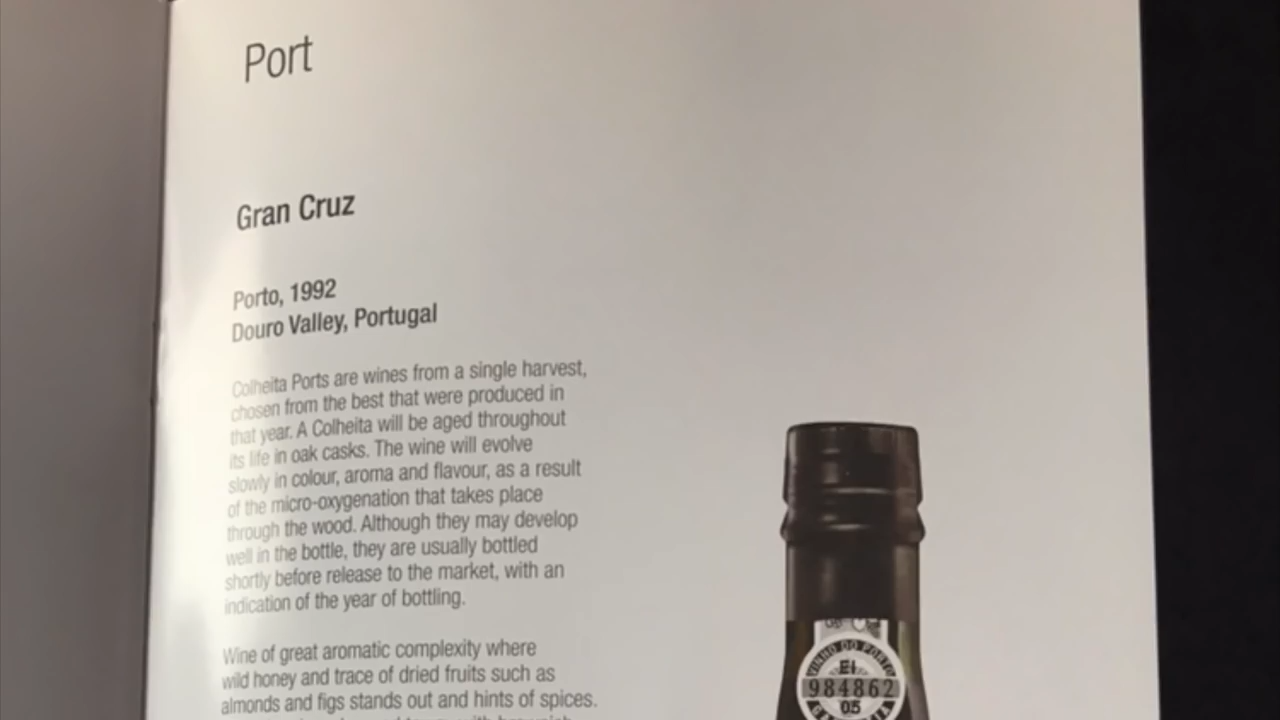 Port
Gran Cruz
Porto, 1992
Douro Valley, Portugal
Colheita Ports are wines from a single harvest,
chosen from the best that were produced in
that year. A Colheita will be aged throughout
its life in oak casks. The wine will evolve
slowly in colour, aroma and flavour, as a result
of the micro-oxygenation that takes place
through the wood. Although they may develop
well in the bottle, they are usually bottled
shortly before release to the market, with an
indication of the year of bottling.
Wine of great aromatic complexity where
wild honey and trace of dried fruits such as
almonds and figs stands out and hints of spices.
VINHO DO PORTO
EI
984862
05